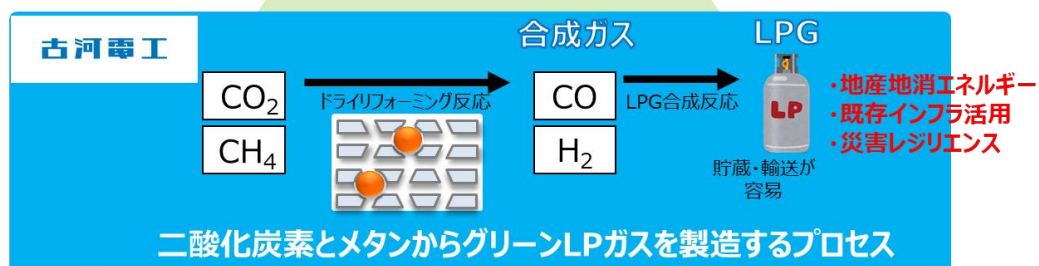 古河電工
合成ガス
LPG
CO₂
CH₄
ドライリフォーミング反応
CO
H₂
LPG合成反応
LP
貯蔵・輸送が
容易
・地産地消エネルギー
・既存インフラ活用
・災害レジリエンス
二酸化炭素とメタンからグリーンLPガスを製造するプロセス